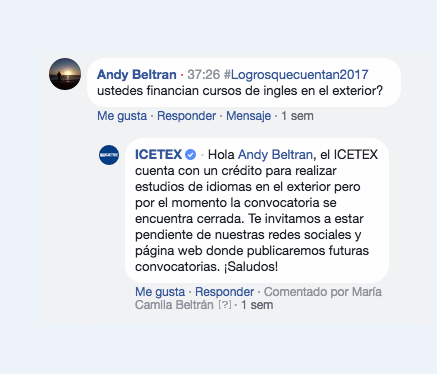 Andy Beltran · 37:26 #Logrosquecuentan2017
ustedes financian cursos de ingles en el exterior?
Me gusta · Responder · Mensaje · 1 sem
ICETEX · Hola Andy Beltran, el ICETEX
cuenta con un crédito para realizar
estudios de idiomas en el exterior pero
por el momento la convocatoria se
encuentra cerrada. Te invitamos a estar
pendiente de nuestras redes sociales y
página web donde publicaremos futuras
convocatorias. ¡Saludos!
Me gusta · Responder · Comentado por María
Camila Beltrán [?] · 1 sem